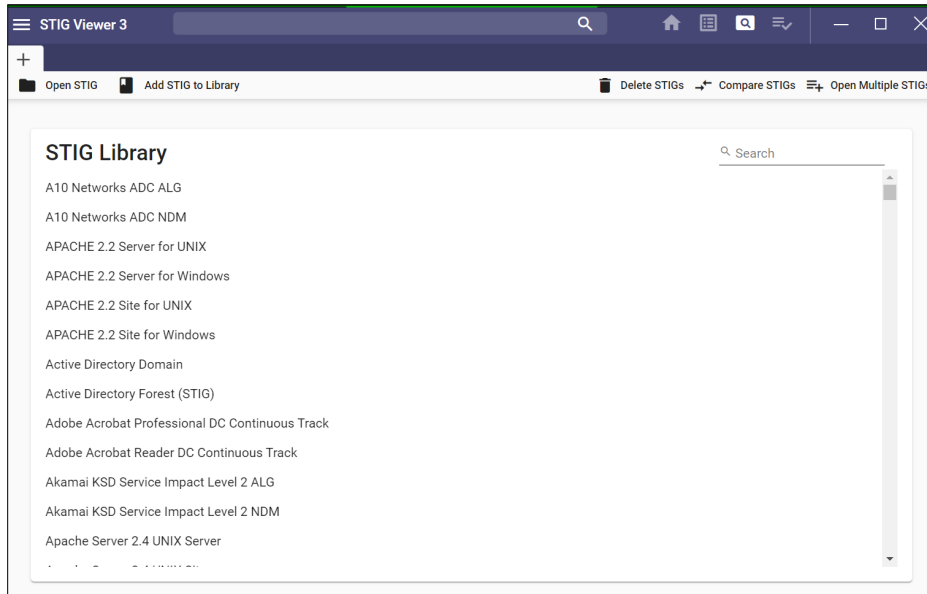 STIG Viewer 3
Open STIG Add STIG to Library Delete STIGs Compare STIGs Open Multiple STIGs
STIG Library
Search
A10 Networks ADC ALG
A10 Networks ADC NDM
APACHE 2.2 Server for UNIX
APACHE 2.2 Server for Windows
APACHE 2.2 Site for UNIX
APACHE 2.2 Site for Windows
Active Directory Domain
Active Directory Forest (STIG)
Adobe Acrobat Professional DC Continuous Track
Adobe Acrobat Reader DC Continuous Track
Akamai KSD Service Impact Level 2 ALG
Akamai KSD Service Impact Level 2 NDM
Apache Server 2.4 UNIX Server